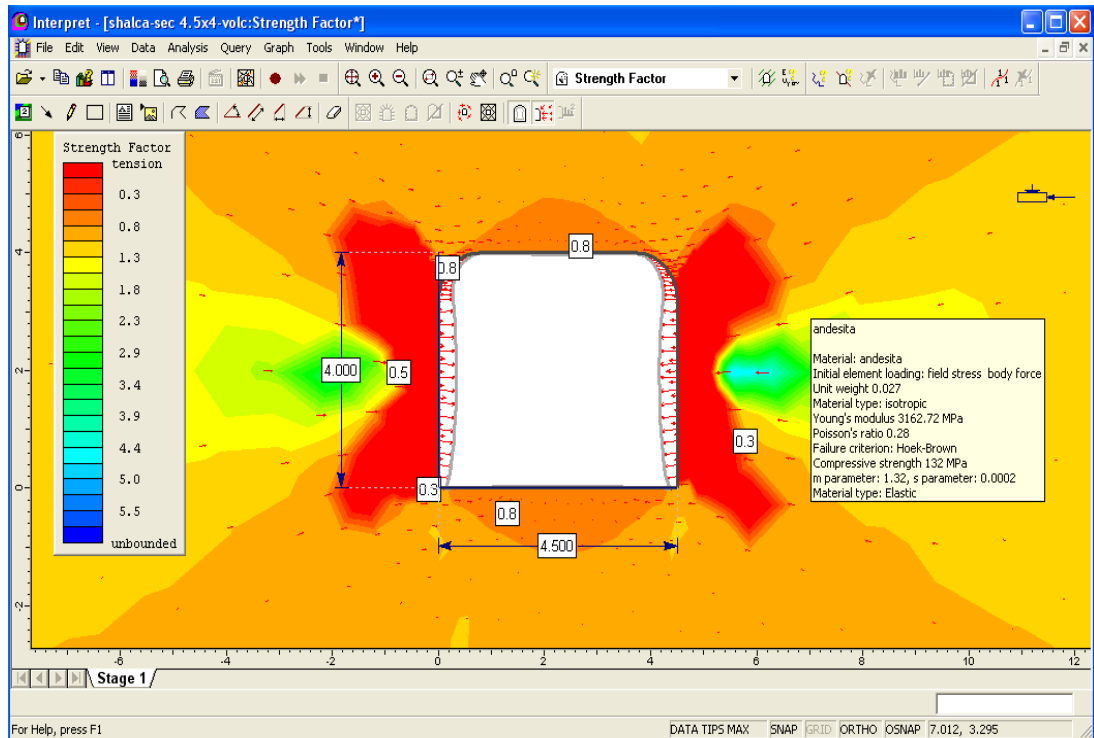 Interpret - [shalca-sec 4.5x4-volc:Strength Factor*]
File Edit View Data Analysis Query Graph Tools Window Help
Strength Factor
Strength Factor
tension
0.3
0.8
1.3
1.8
2.3
2.9
3.4
3.9
4.4
5.0
5.5
unbounded
0.8
0.8
4.000
0.5
0.3
0.3
0.8
4.500
andesita
Material: andesita
Initial element loading: field stress body force
Unit weight 0.027
Material type: isotropic
Young's modulus 3162.72 MPa
Poisson's ratio 0.28
Failure criterion: Hoek-Brown
Compressive strength 132 MPa
m parameter: 1.32, s parameter: 0.0002
Material type: Elastic
6
4
2
0
-2
-6 -4 -2 0 2 4 6 8 10 12
Stage 1
For Help, press F1
DATA TIPS MAX SNAP GRID ORTHO OSNAP 7.012, 3.295